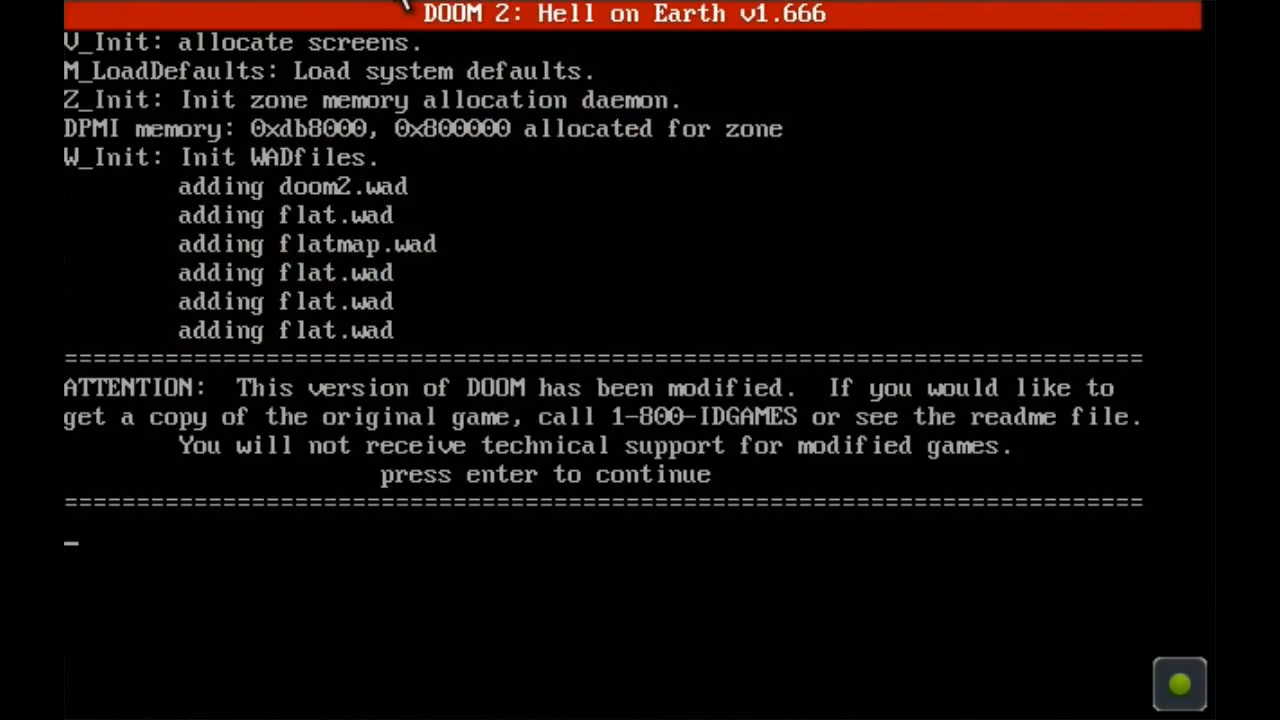 DOOM 2: Hell on Earth v1.666
V_Init: allocate screens.
M_LoadDefaults: Load system defaults.
Z_Init: Init zone memory allocation daemon.
DPMI memory: 0xdb8000, 0x800000 allocated for zone
W_Init: Init WADfiles.
adding doom2.wad
adding flat.wad
adding flatmap.wad
adding flat.wad
adding flat.wad
adding flat.wad
===========================================================================
ATTENTION:  This version of DOOM has been modified.  If you would like to
get a copy of the original game, call 1-800-IDGAMES or see the readme file.
You will not receive technical support for modified games.
press enter to continue
===========================================================================
_